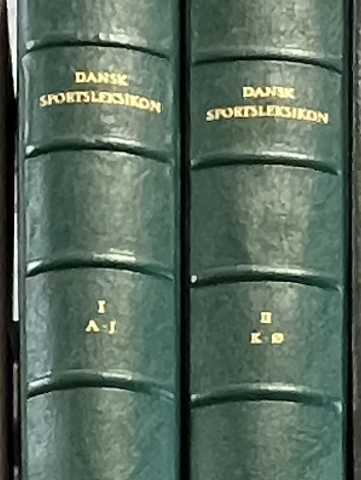 DANSK
SPORTSLEKSIKON
I
A - J
DANSK
SPORTSLEKSIKON
II
K - Ø